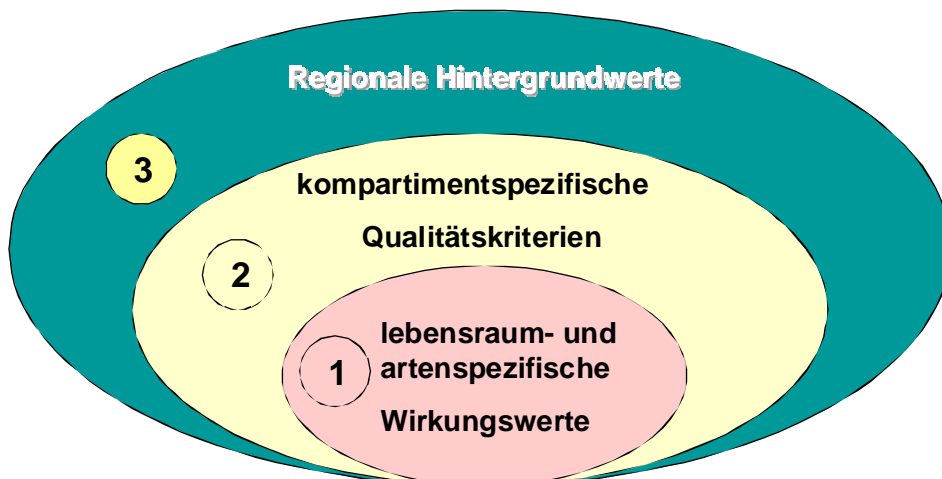 Regionale Hintergrundwerte
3
kompartimentspezifische
Qualitätskriterien
2
lebensraum- und
1
artenspezifische
Wirkungswerte